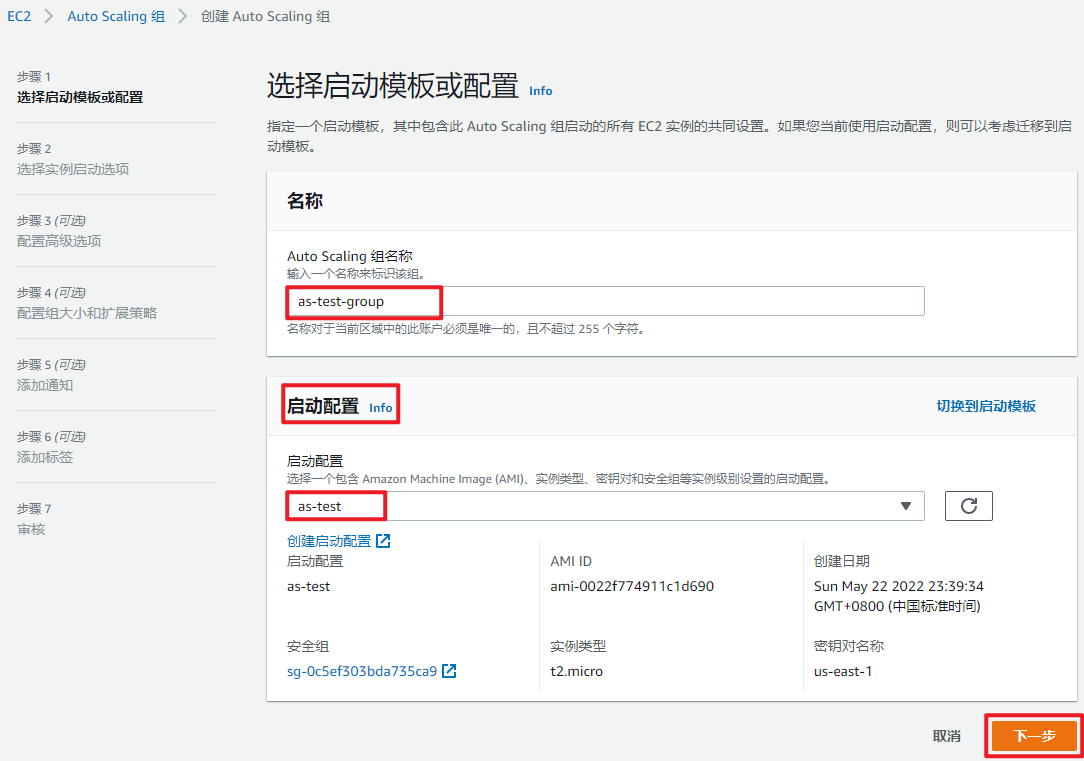 EC2 > Auto Scaling 组 > 创建 Auto Scaling 组
步骤 1
选择启动模板或配置
步骤 2
选择实例启动选项
步骤 3 (可选)
配置高级选项
步骤 4 (可选)
配置组大小和扩展策略
步骤 5 (可选)
添加通知
步骤 6 (可选)
添加标签
步骤 7
审核
选择启动模板或配置 Info
指定一个启动模板，其中包含此 Auto Scaling 组启动的所有 EC2 实例的共同设置。如果您当前使用启动配置，则可以考虑迁移到启
动模板。
名称
Auto Scaling 组名称
输入一个名称来标识该组。
as-test-group
名称对于当前区域中的此账户必须是唯一的，且不超过 255 个字符。
启动配置 Info 切换到启动模板
启动配置
选择一个包含 Amazon Machine Image (AMI)、实例类型、密钥对和安全组等实例级别设置的启动配置。
as-test
创建启动配置
启动配置 AMI ID 创建日期
as-test ami-0022f774911c1d690 Sun May 22 2022 23:39:34
GMT+0800 (中国标准时间)
安全组 实例类型 密钥对名称
sg-0c5ef303bda735ca9 t2.micro us-east-1
取消 下一步